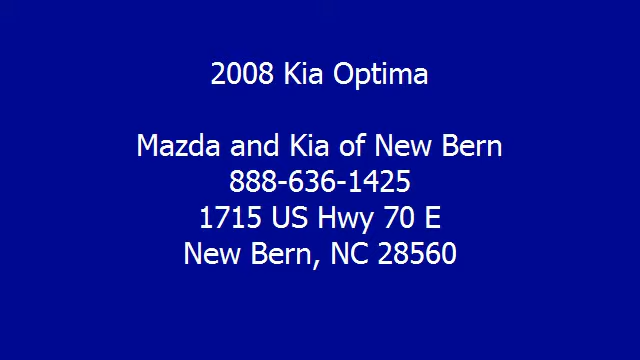 2008 Kia Optima
Mazda and Kia of New Bern
888-636-1425
1715 US Hwy 70 E
New Bern, NC 28560